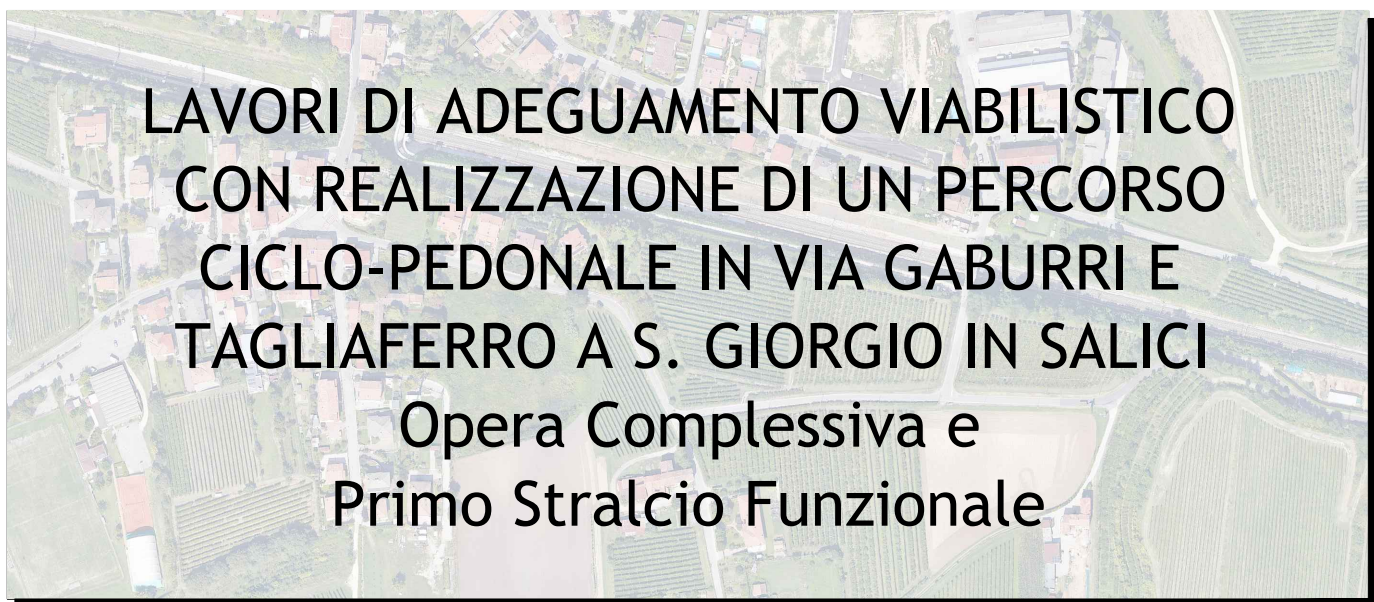 LAVORI DI ADEGUAMENTO VIABILISTICO
CON REALIZZAZIONE DI UN PERCORSO
CICLO-PEDONALE IN VIA GABURRI E
TAGLIAFERRO A S. GIORGIO IN SALICI
Opera Complessiva e
Primo Stralcio Funzionale